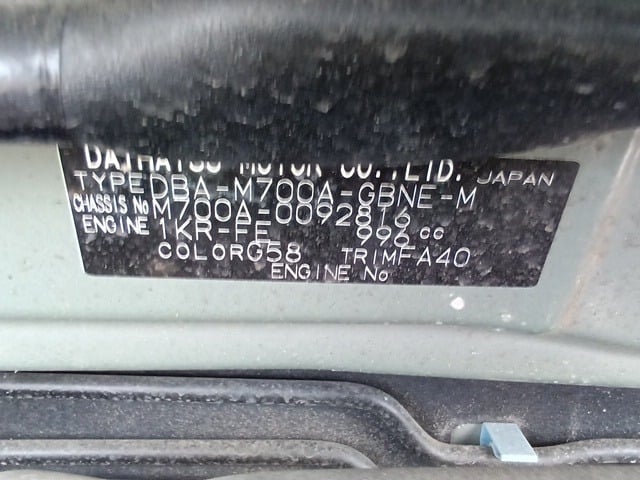 DAIHATSU MOTOR CO.,LTD. JAPAN
TYPE DBA-M700A-GBNE-M
CHASSIS No M700A-0092816
ENGINE 1KR-FE 996 cc
COLOR G58 TRIM FA40
ENGINE No